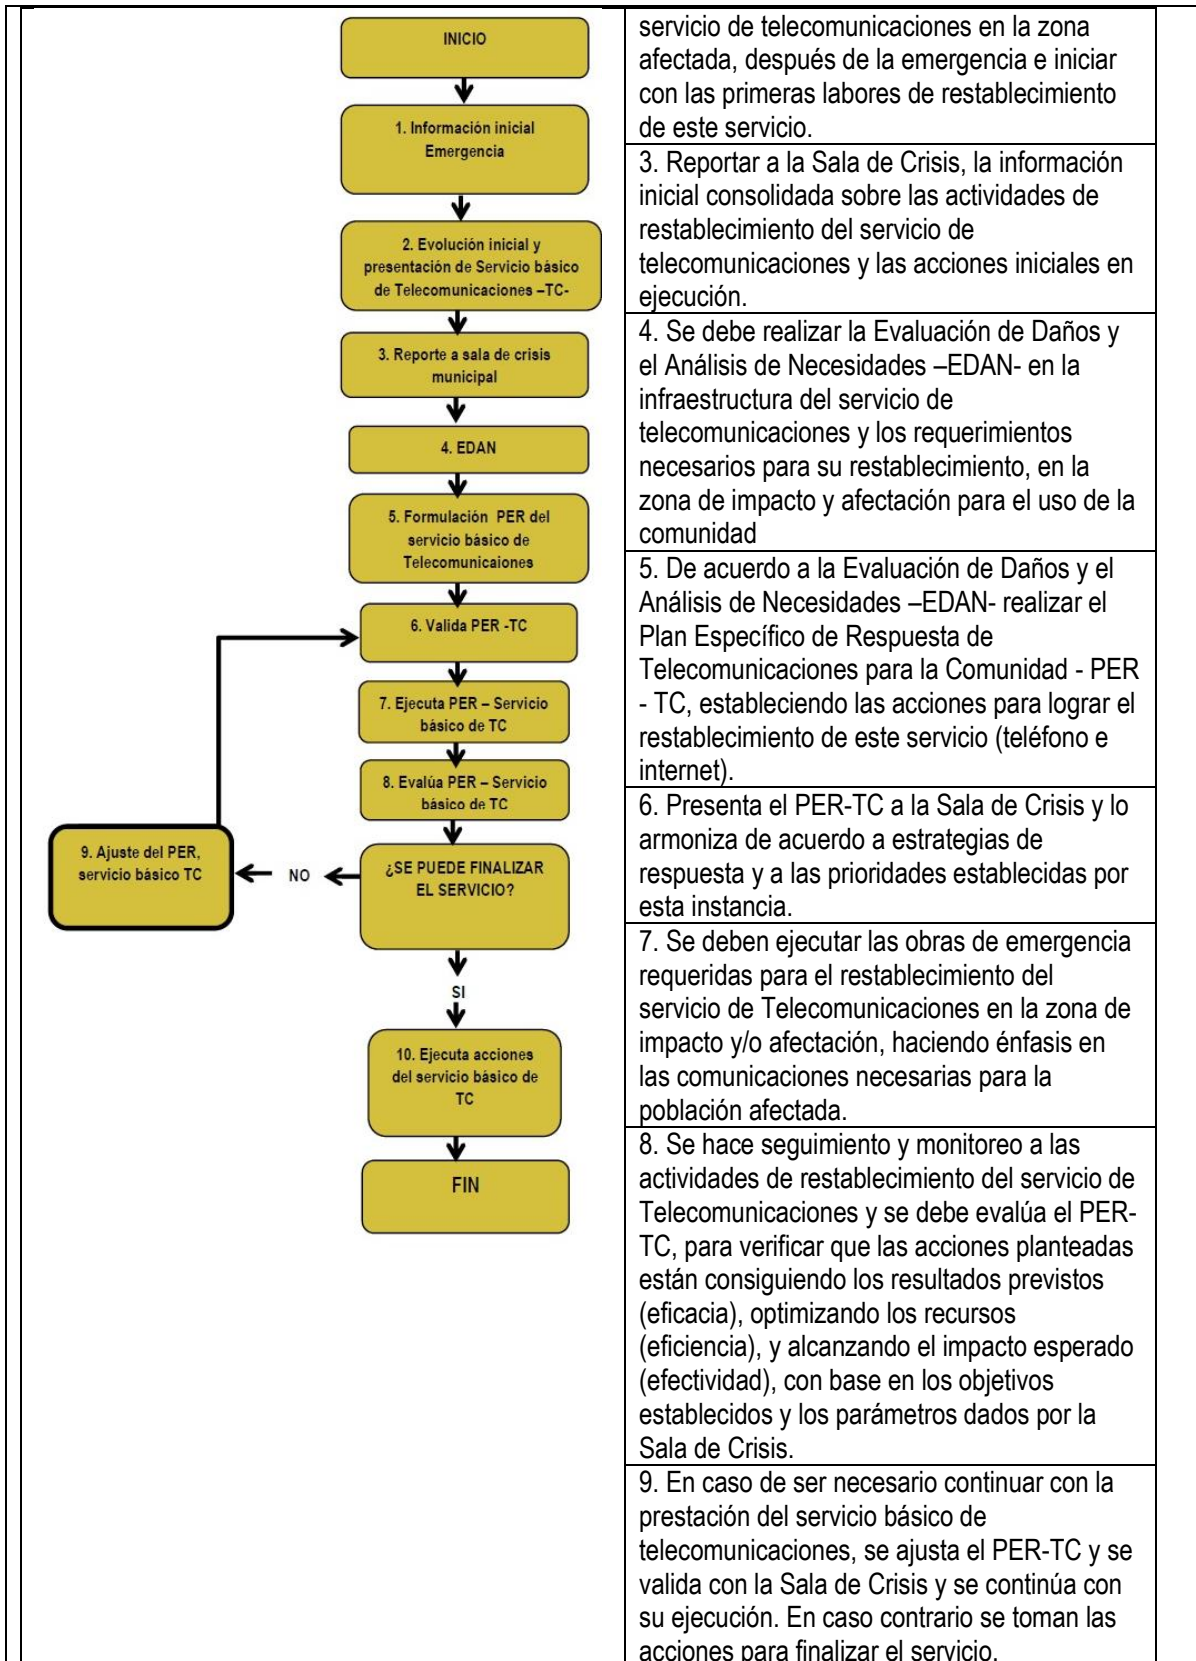 INICIO
1. Información inicial
Emergencia
2. Evolución inicial y
presentación de Servicio básico
de Telecomunicaciones –TC-
3. Reporte a sala de crisis
municipal
4. EDAN
5. Formulación PER del
servicio básico de
Telecomunicaiones
6. Valida PER -TC
7. Ejecuta PER – Servicio
básico de TC
8. Evalúa PER – Servicio
básico de TC
¿SE PUEDE FINALIZAR
EL SERVICIO?
NO
9. Ajuste del PER,
servicio básico TC
SI
10. Ejecuta acciones
del servicio básico de
TC
FIN
servicio de telecomunicaciones en la zona
afectada, después de la emergencia e iniciar
con las primeras labores de restablecimiento
de este servicio.
3. Reportar a la Sala de Crisis, la información
inicial consolidada sobre las actividades de
restablecimiento del servicio de
telecomunicaciones y las acciones iniciales en
ejecución.
4. Se debe realizar la Evaluación de Daños y
el Análisis de Necesidades –EDAN- en la
infraestructura del servicio de
telecomunicaciones y los requerimientos
necesarios para su restablecimiento, en la
zona de impacto y afectación para el uso de la
comunidad
5. De acuerdo a la Evaluación de Daños y el
Análisis de Necesidades –EDAN- realizar el
Plan Específico de Respuesta de
Telecomunicaciones para la Comunidad - PER
- TC, estableciendo las acciones para lograr el
restablecimiento de este servicio (teléfono e
internet).
6. Presenta el PER-TC a la Sala de Crisis y lo
armoniza de acuerdo a estrategias de
respuesta y a las prioridades establecidas por
esta instancia.
7. Se deben ejecutar las obras de emergencia
requeridas para el restablecimiento del
servicio de Telecomunicaciones en la zona de
impacto y/o afectación, haciendo énfasis en
las comunicaciones necesarias para la
población afectada.
8. Se hace seguimiento y monitoreo a las
actividades de restablecimiento del servicio de
Telecomunicaciones y se debe evalúa el PER-
TC, para verificar que las acciones planteadas
están consiguiendo los resultados previstos
(eficacia), optimizando los recursos
(eficiencia), y alcanzando el impacto esperado
(efectividad), con base en los objetivos
establecidos y los parámetros dados por la
Sala de Crisis.
9. En caso de ser necesario continuar con la
prestación del servicio básico de
telecomunicaciones, se ajusta el PER-TC y se
valida con la Sala de Crisis y se continúa con
su ejecución. En caso contrario se toman las
acciones para finalizar el servicio.